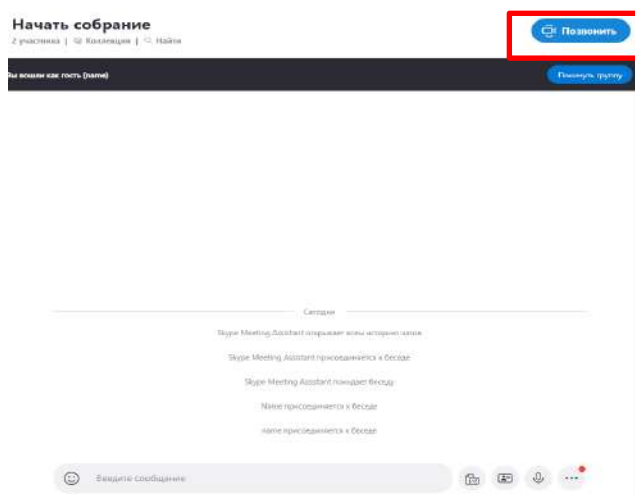 Начать собрание
Позвонить
2 участника | Коллекция | Найти
Вы вошли как гость (name)
Покинуть группу
Сегодня
Skype Meeting Assistant открывает всем историю чатов
Skype Meeting Assistant присоединяется к беседе
Skype Meeting Assistant покидает беседу
Name присоединяется к беседе
name присоединяется к беседе
Введите сообщение